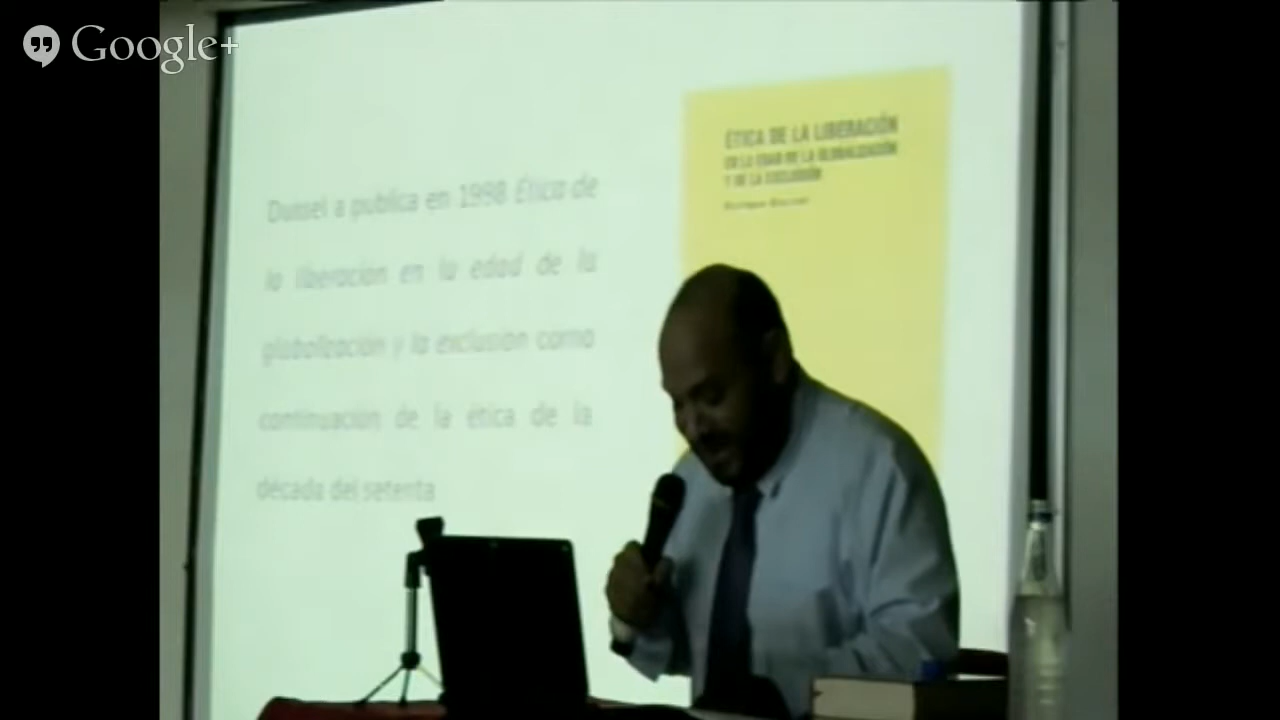 Google+
Dussel a publica en 1998 Ética de
la liberación en la edad de la
globalización y la exclusión como
continuación de la ética de la
década del setenta
ÉTICA DE LA LIBERACIÓN
EN LA EDAD DE LA GLOBALIZACIÓN
Y DE LA EXCLUSIÓN
Enrique Dussel